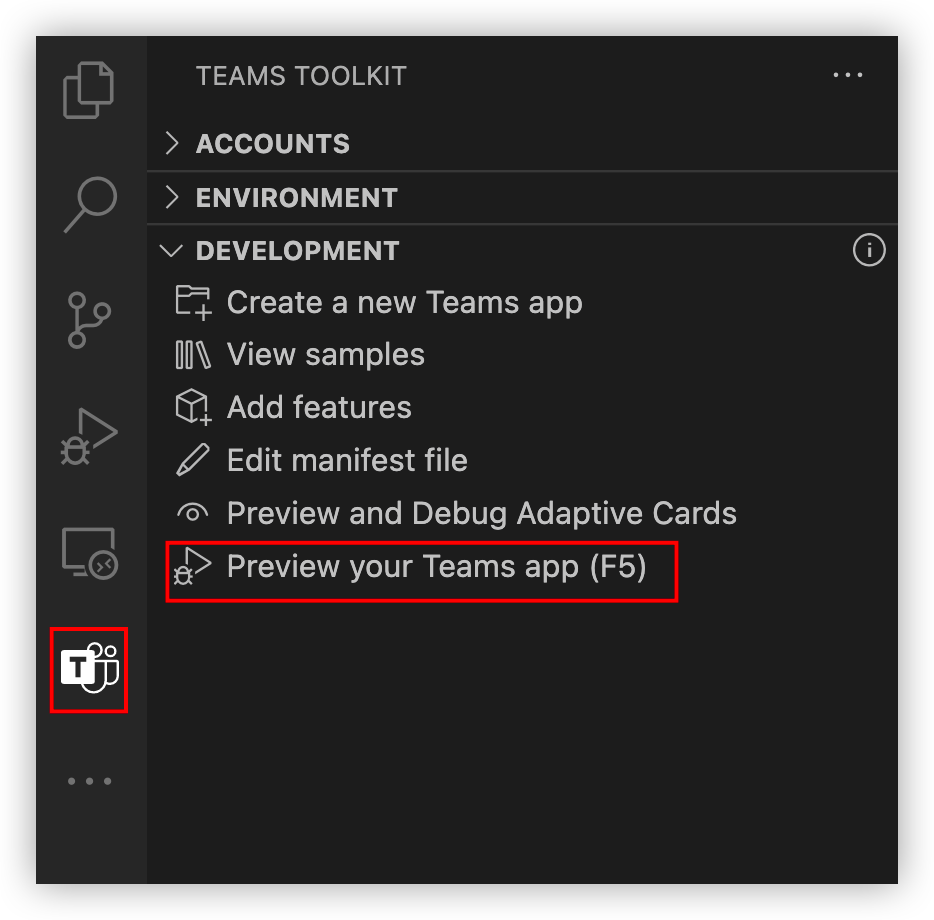 TEAMS TOOLKIT
ACCOUNTS
ENVIRONMENT
DEVELOPMENT
Create a new Teams app
View samples
Add features
Edit manifest file
Preview and Debug Adaptive Cards
Preview your Teams app (F5)
T